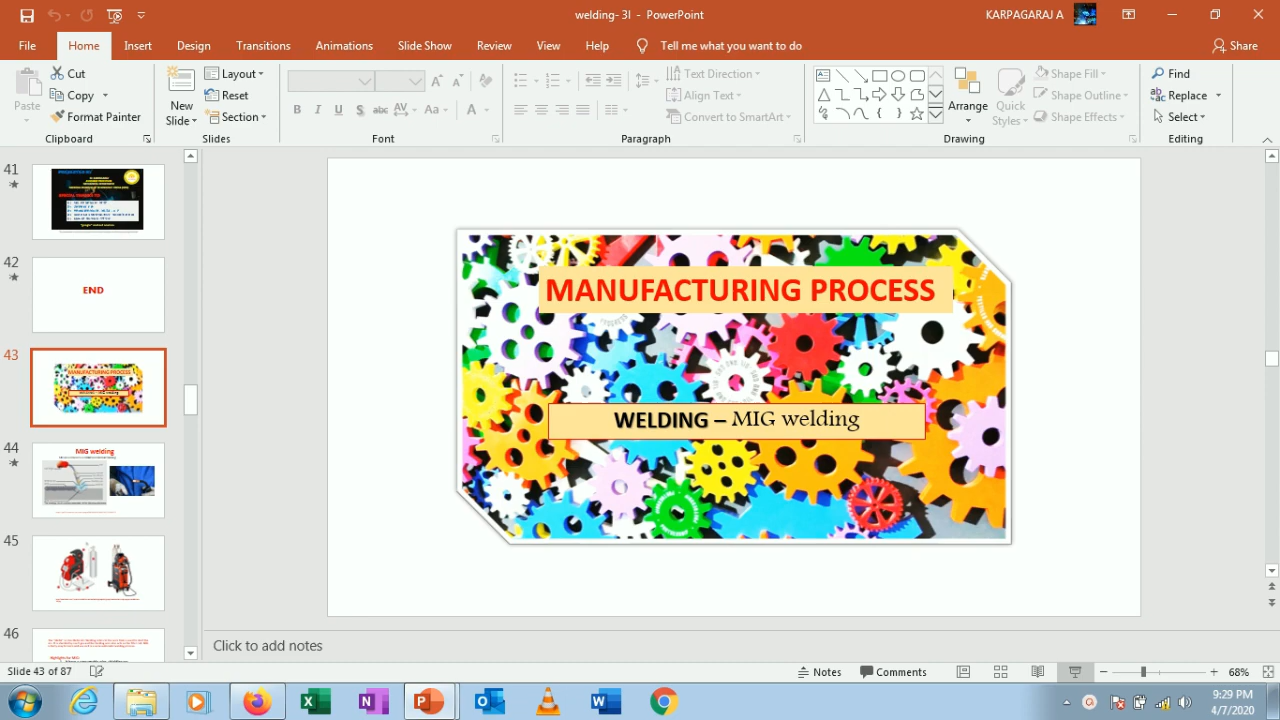 welding- 3I - PowerPoint
KARPAGARAJ A
File Home Insert Design Transitions Animations Slide Show Review View Help Tell me what you want to do Share
Paste
Cut
Copy
Format Painter
Clipboard
New Slide
Layout
Reset
Section
Slides
Font
Text Direction
Align Text
Convert to SmartArt
Paragraph
Arrange
Quick Styles
Shape Fill
Shape Outline
Shape Effects
Drawing
Find
Replace
Select
Editing
41
42
END
43
MANUFACTURING PROCESS
44
MIG welding
45
46
MANUFACTURING PROCESS
WELDING – MIG welding
Click to add notes
Slide 43 of 87
Notes
Comments
68%
9:29 PM
4/7/2020